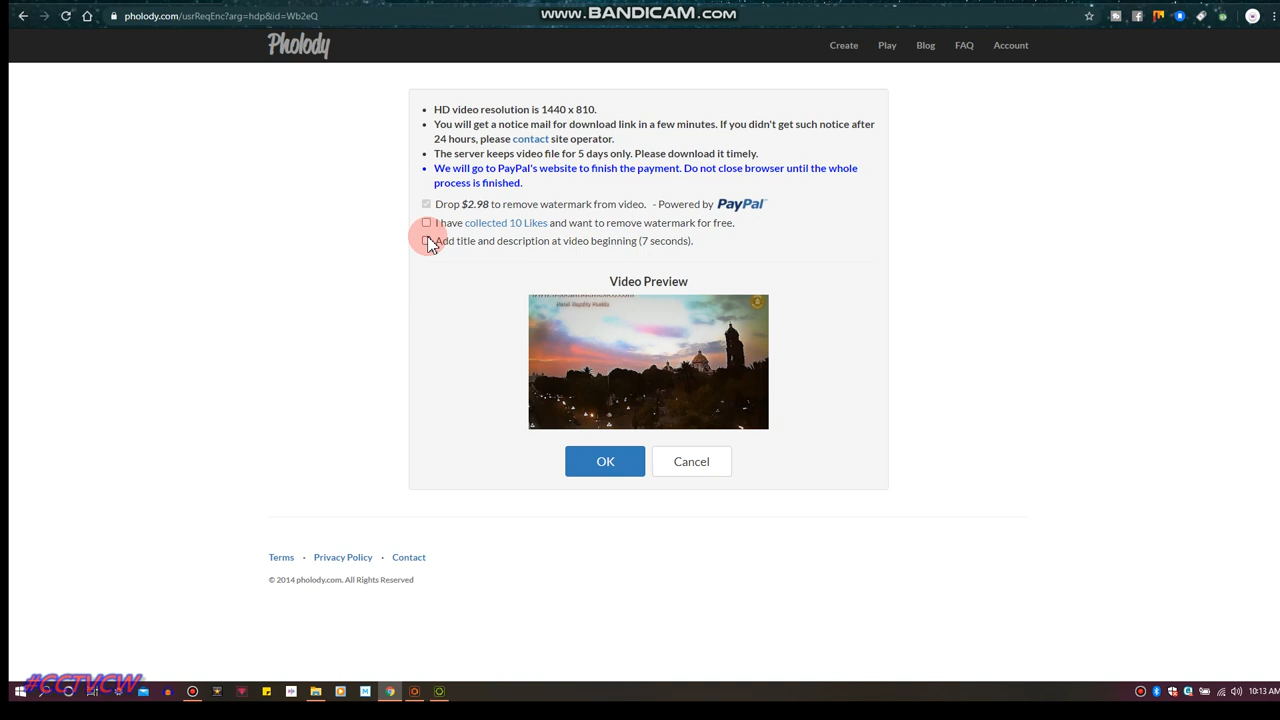 www.BANDICAM.com
pholody.com/usrReqEnc?arg=hdp&id=Wb2eQ
Pholody
Create
Play
Blog
FAQ
Account
HD video resolution is 1440 x 810.
You will get a notice mail for download link in a few minutes. If you didn't get such notice after
24 hours, please contact site operator.
The server keeps video file for 5 days only. Please download it timely.
We will go to PayPal's website to finish the payment. Do not close browser until the whole
process is finished.
Drop $2.98 to remove watermark from video. - Powered by PayPal
I have collected 10 Likes and want to remove watermark for free.
Add title and description at video beginning (7 seconds).
Video Preview
OK
Cancel
Terms · Privacy Policy · Contact
© 2014 pholody.com. All Rights Reserved
#CCTVCW
10:13 AM